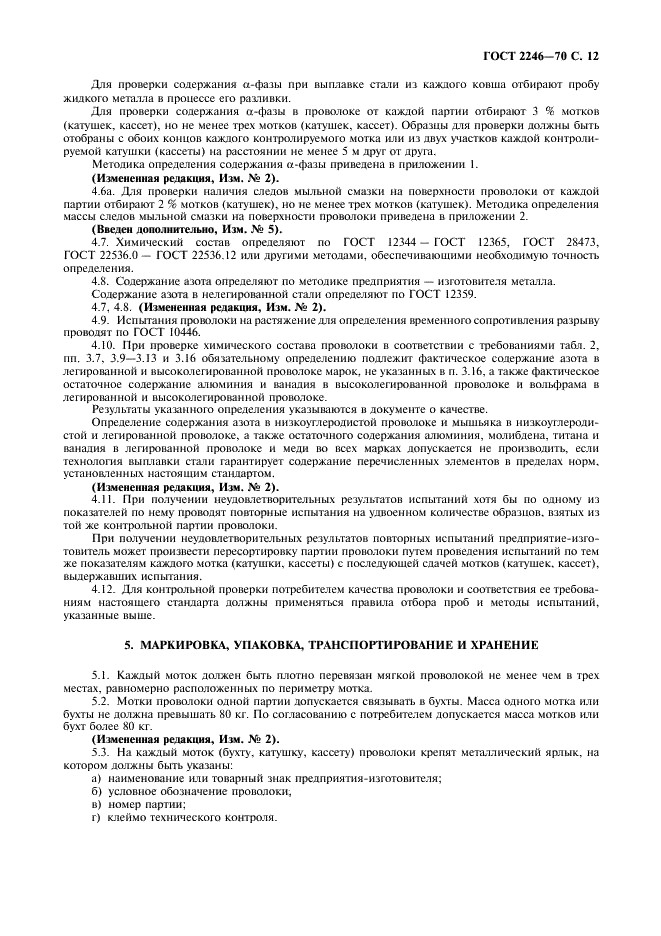 ГОСТ 2246—70 С. 12
Для проверки содержания α-фазы при выплавке стали из каждого ковша отбирают пробу
жидкого металла в процессе его разливки.
Для проверки содержания α-фазы в проволоке от каждой партии отбирают 3 % мотков
(катушек, кассет), но не менее трех мотков (катушек, кассет). Образцы для проверки должны быть
отобраны с обоих концов каждого контролируемого мотка или из двух участков каждой контроли-
руемой катушки (кассеты) на расстоянии не менее 5 м друг от друга.
Методика определения содержания α-фазы приведена в приложении 1.
(Измененная редакция, Изм. № 2).
4.6а. Для проверки наличия следов мыльной смазки на поверхности проволоки от каждой
партии отбирают 2 % мотков (катушек), но не менее трех мотков (катушек). Методика определения
массы следов мыльной смазки на поверхности проволоки приведена в приложении 2.
(Введен дополнительно, Изм. № 5).
4.7. Химический состав определяют по ГОСТ 12344 — ГОСТ 12365, ГОСТ 28473,
ГОСТ 22536.0 — ГОСТ 22536.12 или другими методами, обеспечивающими необходимую точность
определения.
4.8. Содержание азота определяют по методике предприятия — изготовителя металла.
Содержание азота в нелегированной стали определяют по ГОСТ 12359.
4.7, 4.8. (Измененная редакция, Изм. № 2).
4.9. Испытания проволоки на растяжение для определения временного сопротивления разрыву
проводят по ГОСТ 10446.
4.10. При проверке химического состава проволоки в соответствии с требованиями табл. 2,
пп. 3.7, 3.9—3.13 и 3.16 обязательному определению подлежит фактическое содержание азота в
легированной и высоколегированной проволоке марок, не указанных в п. 3.16, а также фактическое
остаточное содержание алюминия и ванадия в высоколегированной проволоке и вольфрама в
легированной и высоколегированной проволоке.
Результаты указанного определения указываются в документе о качестве.
Определение содержания азота в низкоуглеродистой проволоке и мышьяка в низкоуглероди-
стой и легированной проволоке, а также остаточного содержания алюминия, молибдена, титана и
ванадия в легированной проволоке и меди во всех марках допускается не производить, если
технология выплавки стали гарантирует содержание перечисленных элементов в пределах норм,
установленных настоящим стандартом.
(Измененная редакция, Изм. № 2).
4.11. При получении неудовлетворительных результатов испытаний хотя бы по одному из
показателей по нему проводят повторные испытания на удвоенном количестве образцов, взятых из
той же контрольной партии проволоки.
При получении неудовлетворительных результатов повторных испытаний предприятие-изго-
товитель может произвести пересортировку партии проволоки путем проведения испытаний по тем
же показателям каждого мотка (катушки, кассеты) с последующей сдачей мотков (катушек, кассет),
выдержавших испытания.
4.12. Для контрольной проверки потребителем качества проволоки и соответствия ее требова-
ниям настоящего стандарта должны применяться правила отбора проб и методы испытаний,
указанные выше.
5. МАРКИРОВКА, УПАКОВКА, ТРАНСПОРТИРОВАНИЕ И ХРАНЕНИЕ
5.1. Каждый моток должен быть плотно перевязан мягкой проволокой не менее чем в трех
местах, равномерно расположенных по периметру мотка.
5.2. Мотки проволоки одной партии допускается связывать в бухты. Масса одного мотка или
бухты не должна превышать 80 кг. По согласованию с потребителем допускается масса мотков или
бухт более 80 кг.
(Измененная редакция, Изм. № 2).
5.3. На каждый моток (бухту, катушку, кассету) проволоки крепят металлический ярлык, на
котором должны быть указаны:
а) наименование или товарный знак предприятия-изготовителя;
б) условное обозначение проволоки;
в) номер партии;
г) клеймо технического контроля.